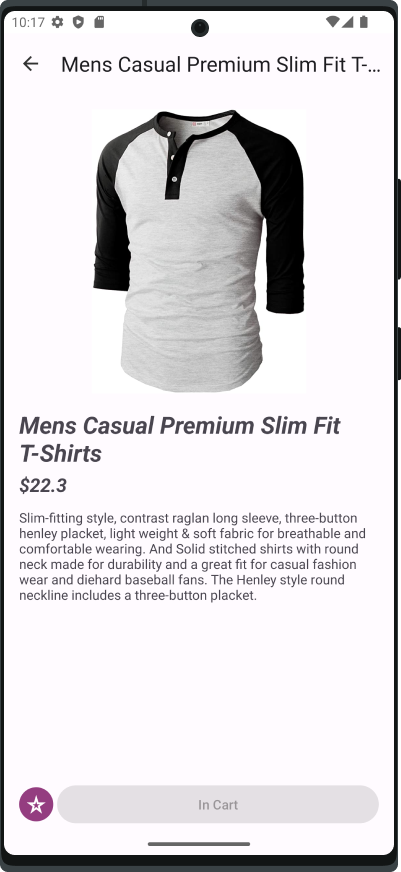 10:17
Mens Casual Premium Slim Fit T-...
Mens Casual Premium Slim Fit
T-Shirts
$22.3
Slim-fitting style, contrast raglan long sleeve, three-button
henley placket, light weight & soft fabric for breathable and
comfortable wearing. And Solid stitched shirts with round
neck made for durability and a great fit for casual fashion
wear and diehard baseball fans. The Henley style round
neckline includes a three-button placket.
In Cart